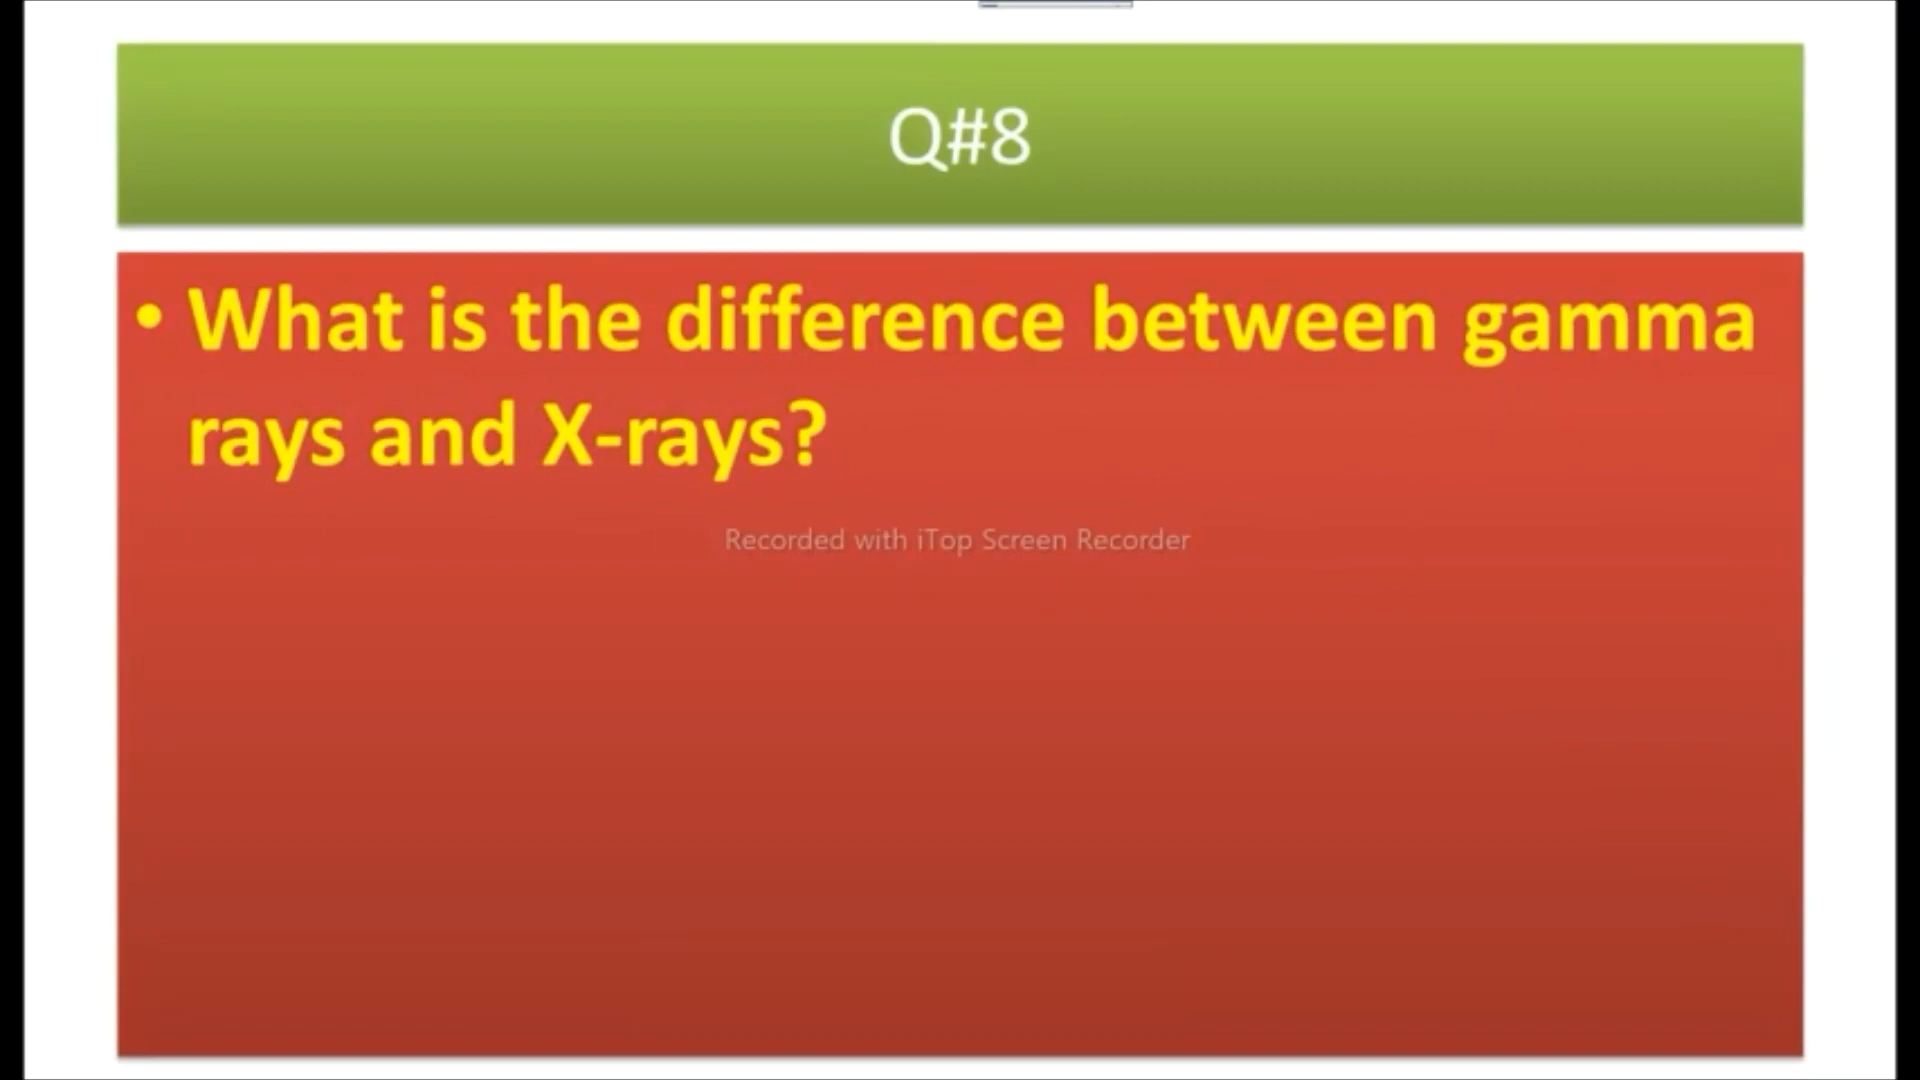 Q#8
• What is the difference between gamma
rays and X-rays?
Recorded with iTop Screen Recorder